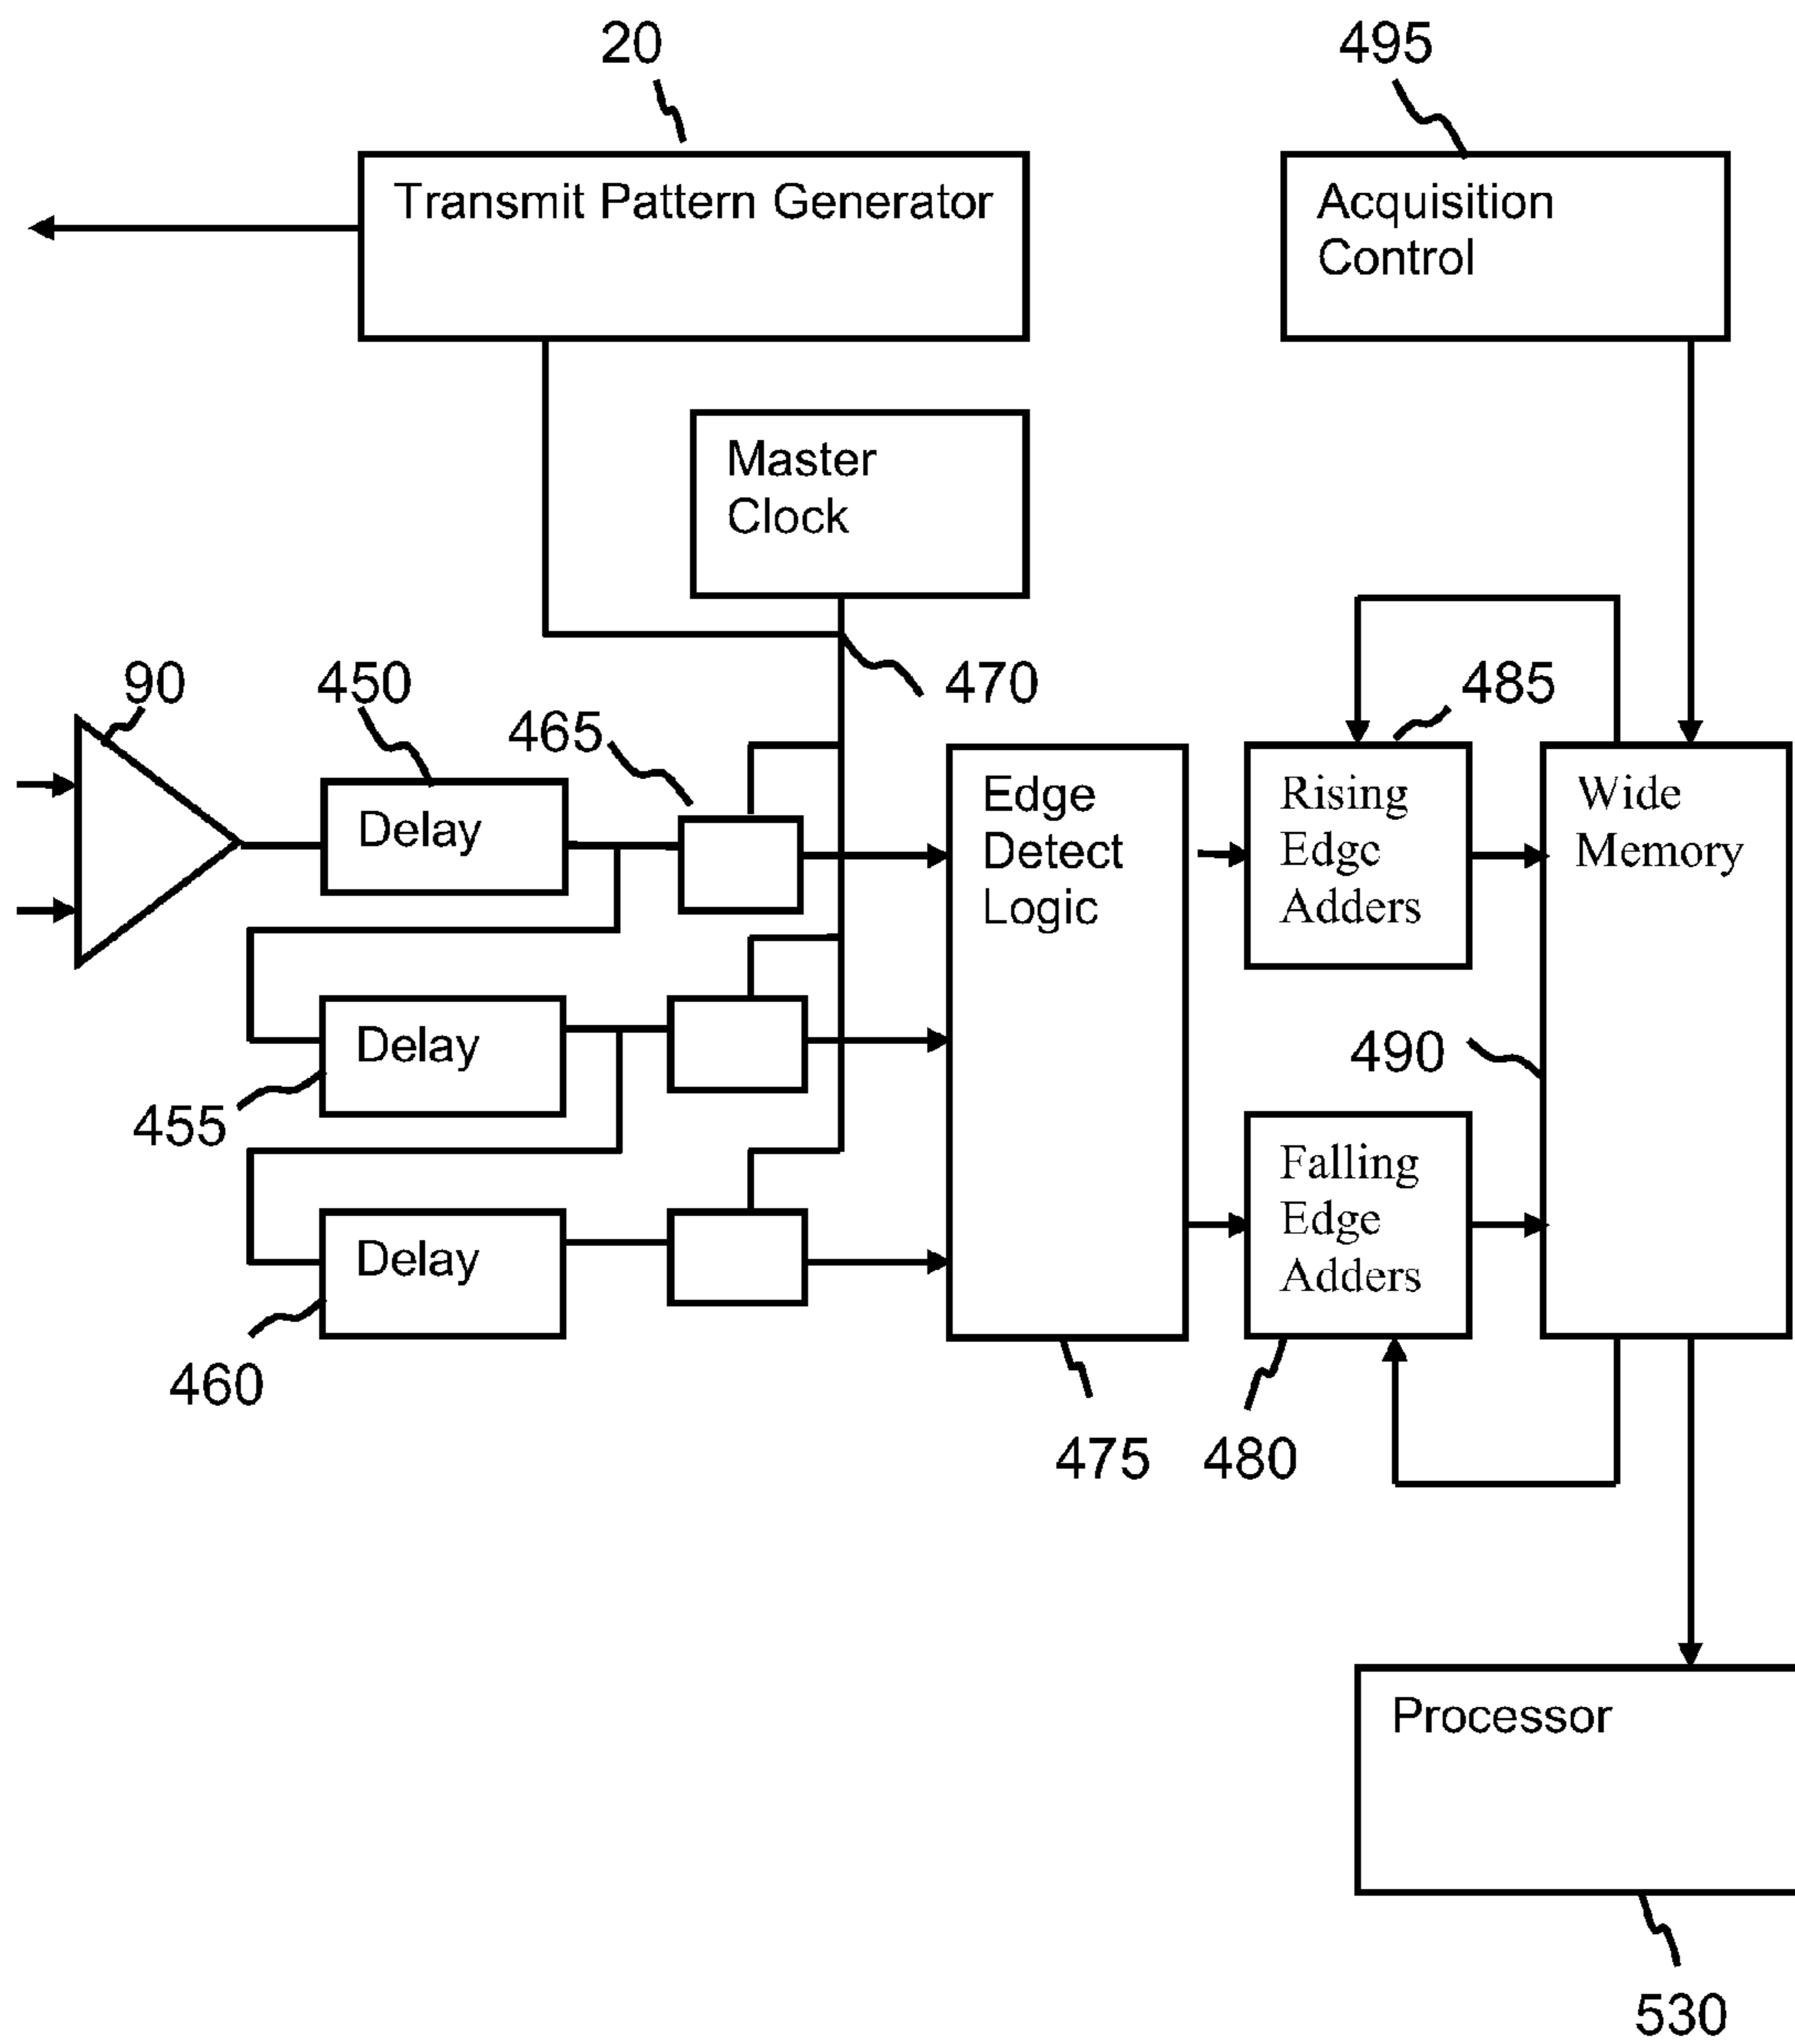 20
495
Transmit Pattern Generator
Acquisition
Control
Master
Clock
90
450
465
470
485
Delay
Edge
Detect
Logic
Rising
Edge
Adders
Wide
Memory
Delay
455
490
Falling
Edge
Adders
Delay
460
475
480
Processor
530